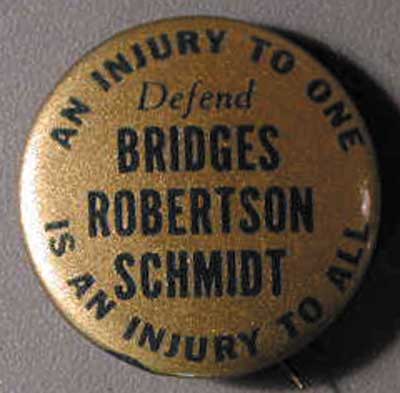 AN INJURY TO ONE
Defend
BRIDGES
ROBERTSON
SCHMIDT
IS AN INJURY TO ALL